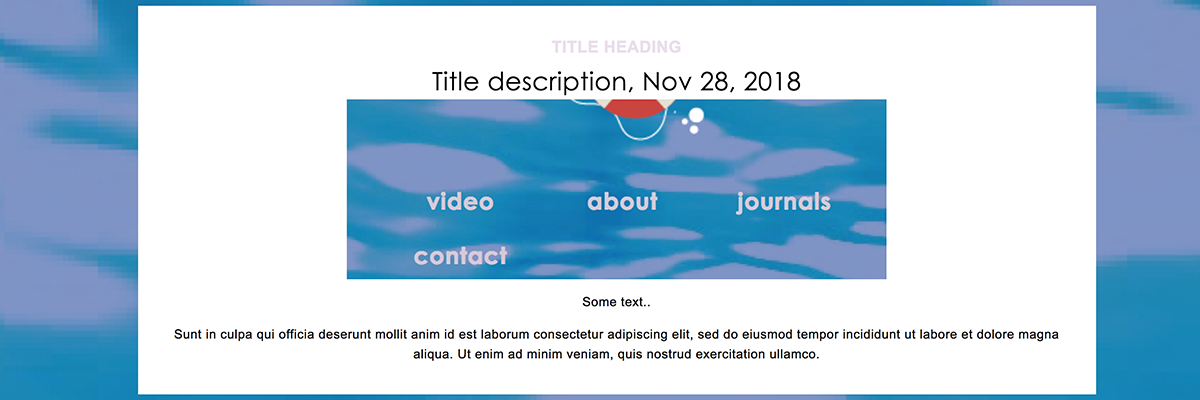 TITLE HEADING
Title description, Nov 28, 2018
video about journals
contact
Some text..
Sunt in culpa qui officia deserunt mollit anim id est laborum consectetur adipiscing elit, sed do eiusmod tempor incididunt ut labore et dolore magna
aliqua. Ut enim ad minim veniam, quis nostrud exercitation ullamco.